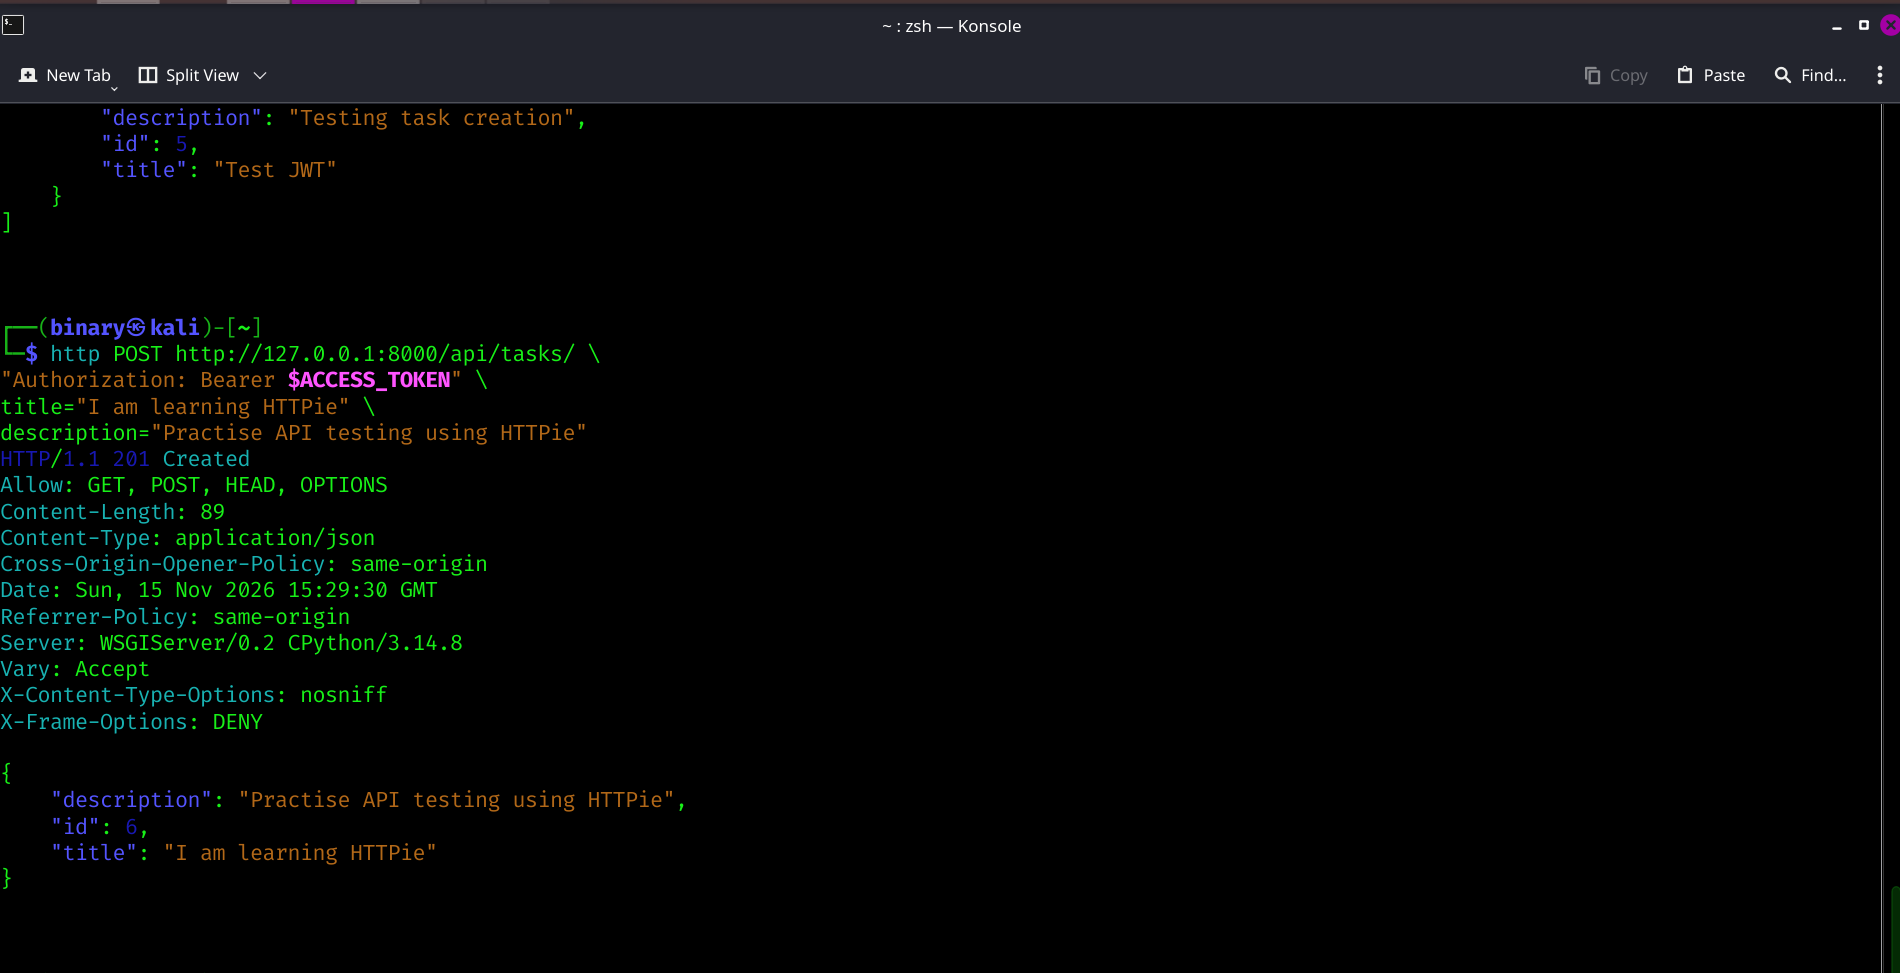 ~ : zsh — Konsole
New Tab
Split View
Copy
Paste
Find...
        "description": "Testing task creation",
        "id": 5,
        "title": "Test JWT"
    }
]
┌──(binary㉿kali)-[~]
└─$ http POST http://127.0.0.1:8000/api/tasks/ \
"Authorization: Bearer $ACCESS_TOKEN" \
title="I am learning HTTPie" \
description="Practise API testing using HTTPie"
HTTP/1.1 201 Created
Allow: GET, POST, HEAD, OPTIONS
Content-Length: 89
Content-Type: application/json
Cross-Origin-Opener-Policy: same-origin
Date: Sun, 15 Nov 2026 15:29:30 GMT
Referrer-Policy: same-origin
Server: WSGIServer/0.2 CPython/3.14.8
Vary: Accept
X-Content-Type-Options: nosniff
X-Frame-Options: DENY
{
    "description": "Practise API testing using HTTPie",
    "id": 6,
    "title": "I am learning HTTPie"
}